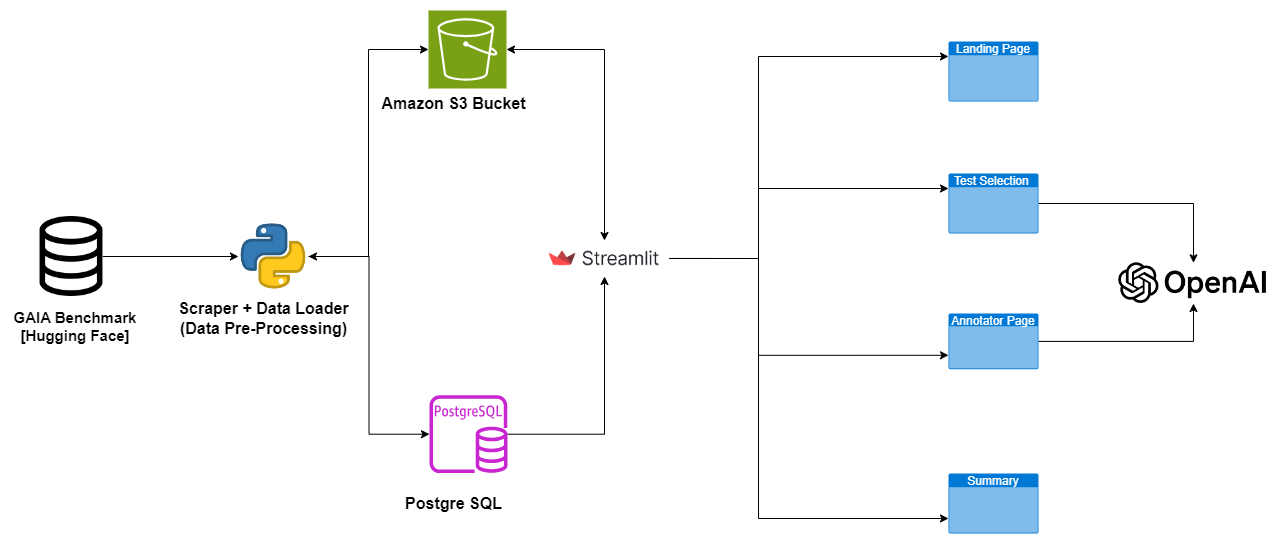 Amazon S3 Bucket
Landing Page
Test Selection
GAIA Benchmark
[Hugging Face]
Scraper + Data Loader
(Data Pre-Processing)
Streamlit
OpenAI
Annotator Page
PostgreSQL
Postgre SQL
Summary